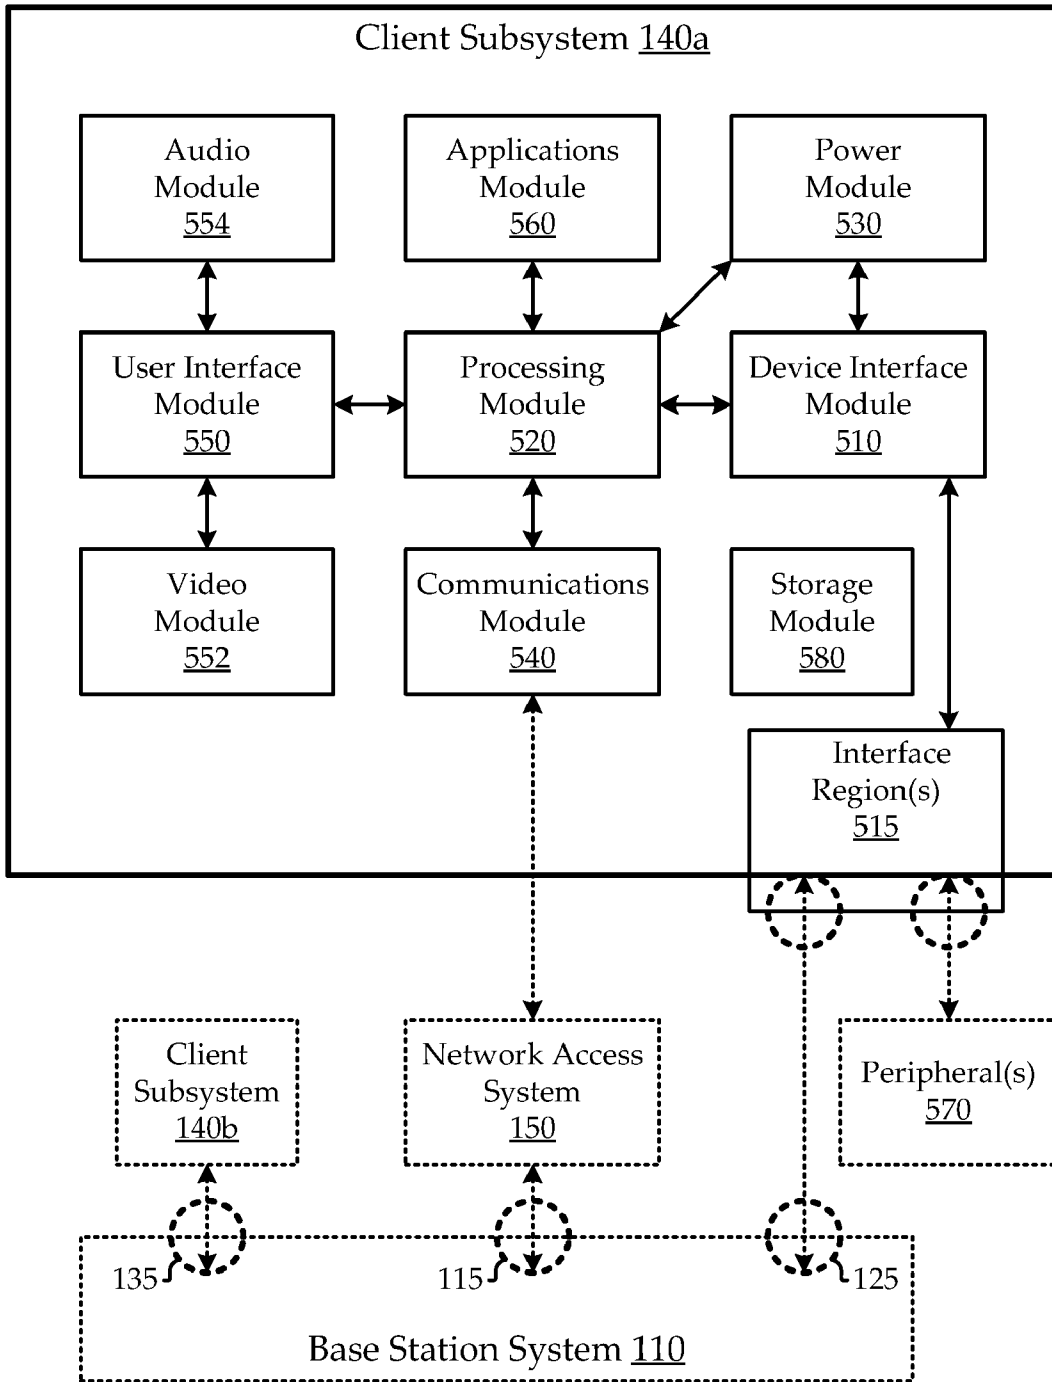 Client Subsystem 140a
Audio
Module
554
Applications
Module
560
Power
Module
530
User Interface
Module
550
Processing
Module
520
Device Interface
Module
510
Video
Module
552
Communications
Module
540
Storage
Module
580
Interface
Region(s)
515
Client
Subsystem
140b
Network Access
System
150
Peripheral(s)
570
135
115
125
Base Station System 110